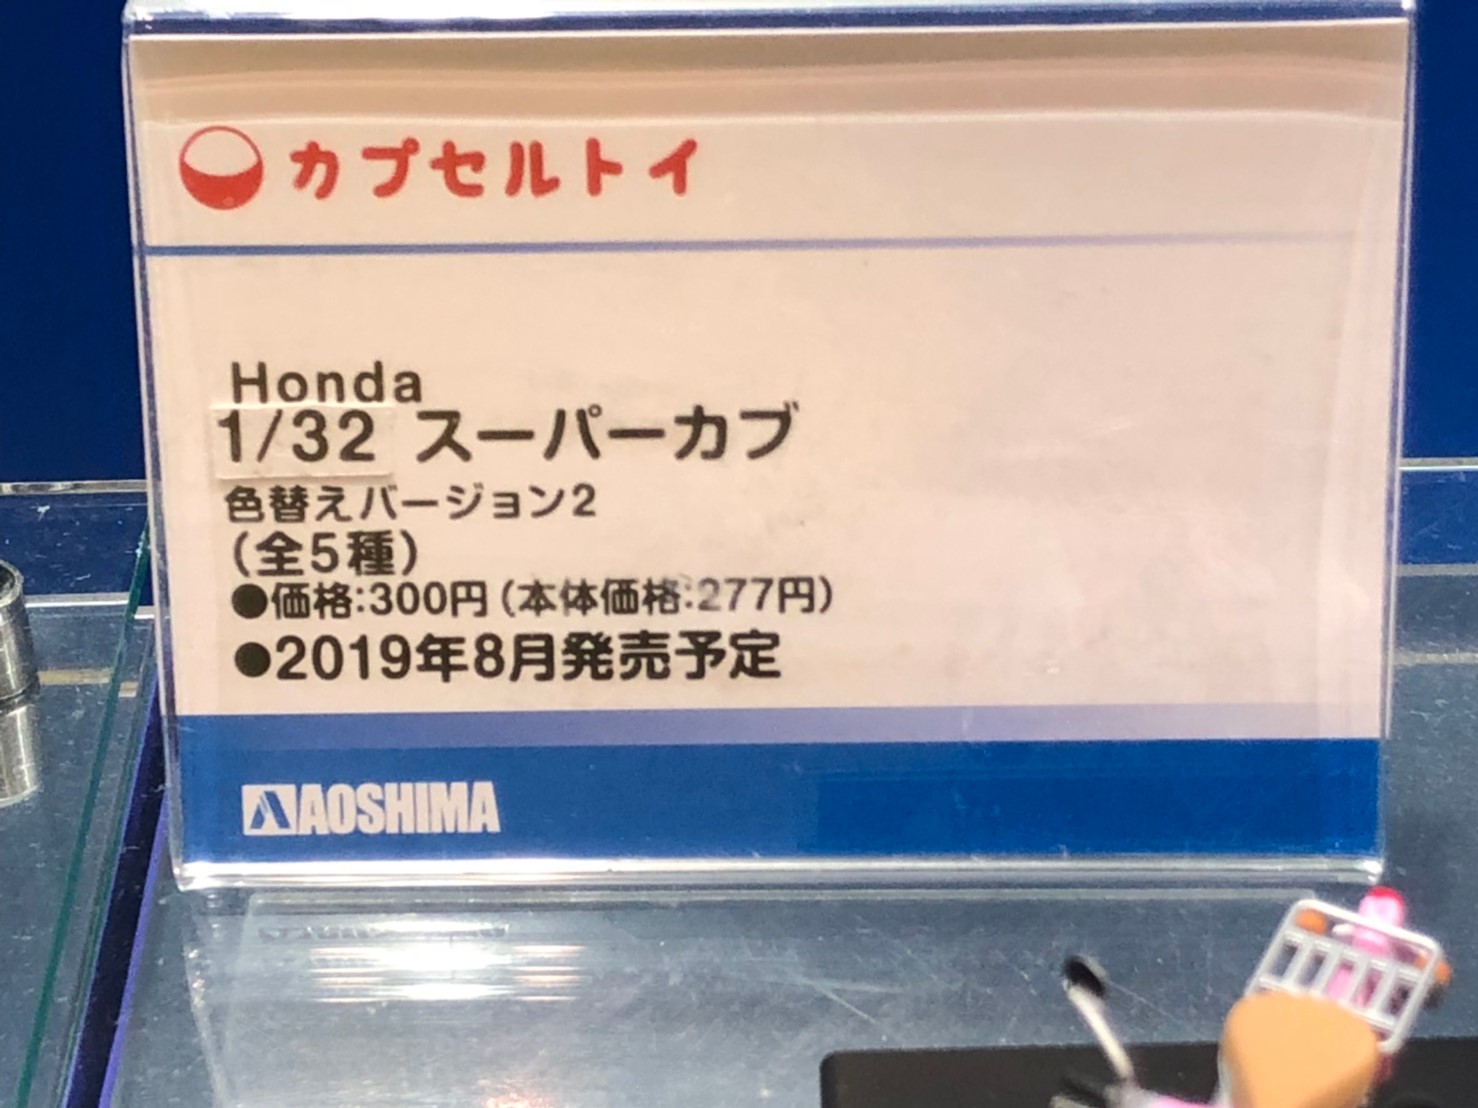 カプセルトイ
Honda
1/32 スーパーカブ
色替えバージョン2
(全5種)
●価格:300円(本体価格:277円)
●2019年8月発売予定
AOSHIMA